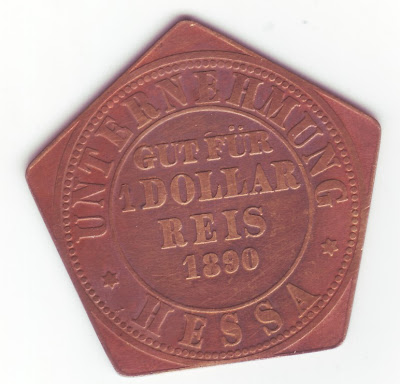 UNTERNEHMUNG
GUT FÜR
1 DOLLAR
REIS
1890
* HESSA *